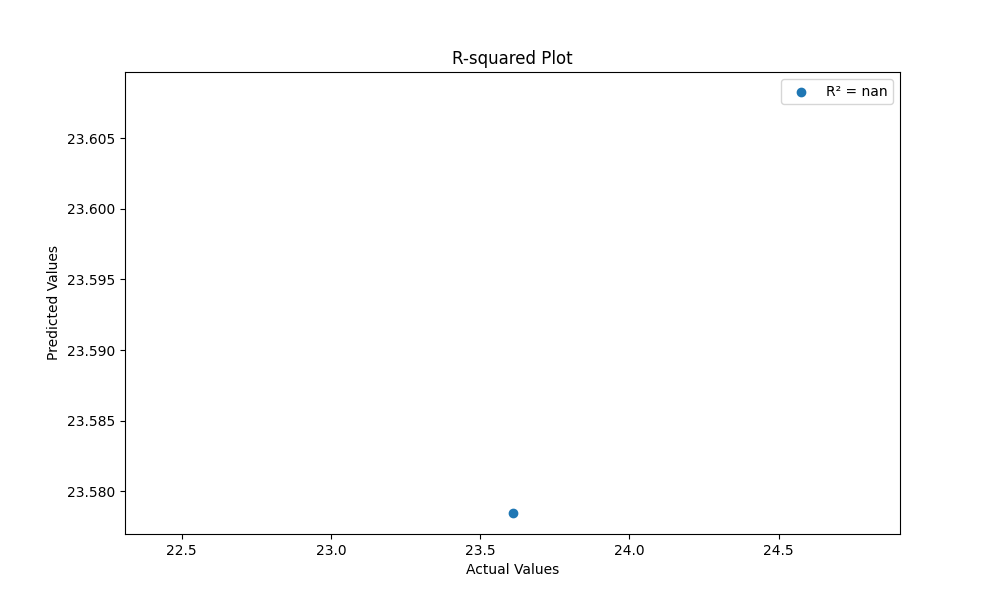 R-squared Plot
R² = nan
Predicted Values
23.605
23.600
23.595
23.590
23.585
23.580
22.5 23.0 23.5 24.0 24.5
Actual Values